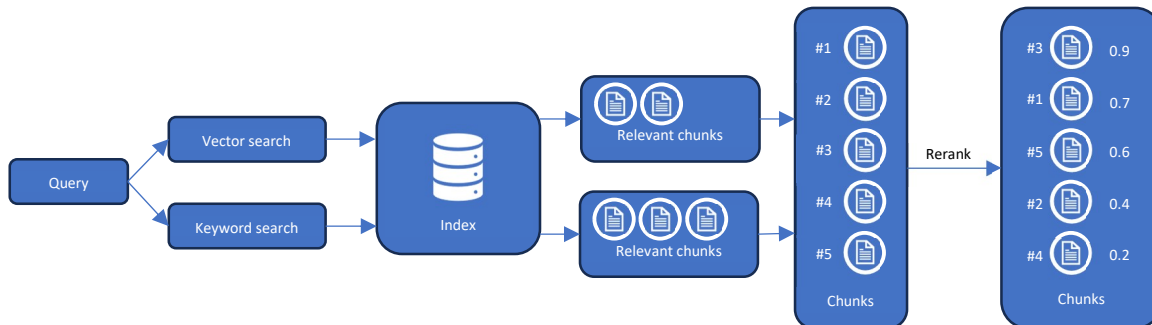 Query
Vector search
Keyword search
Index
Relevant chunks
Relevant chunks
#1
#2
#3
#4
#5
Chunks
Rerank
#3 0.9
#1 0.7
#5 0.6
#2 0.4
#4 0.2
Chunks